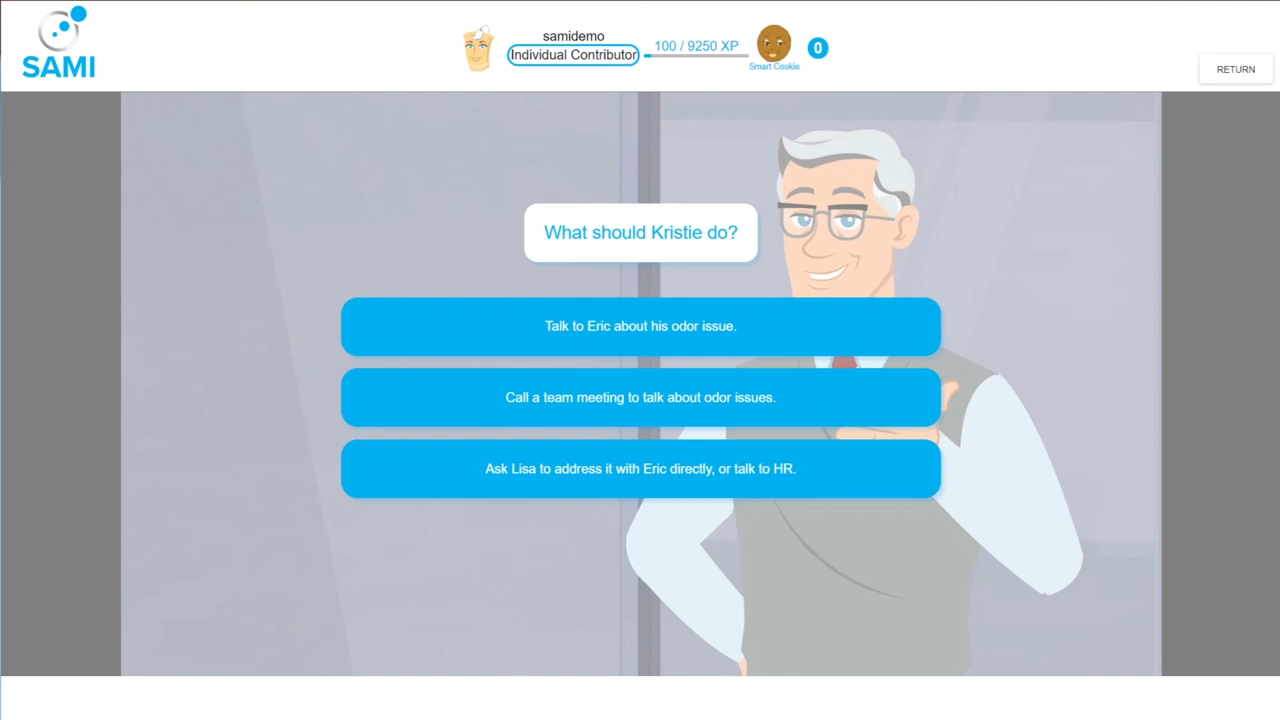 SAMI
samidemo
Individual Contributor
100 / 9250 XP
Smart Cookie
0
RETURN
What should Kristie do?
Talk to Eric about his odor issue.
Call a team meeting to talk about odor issues.
Ask Lisa to address it with Eric directly, or talk to HR.